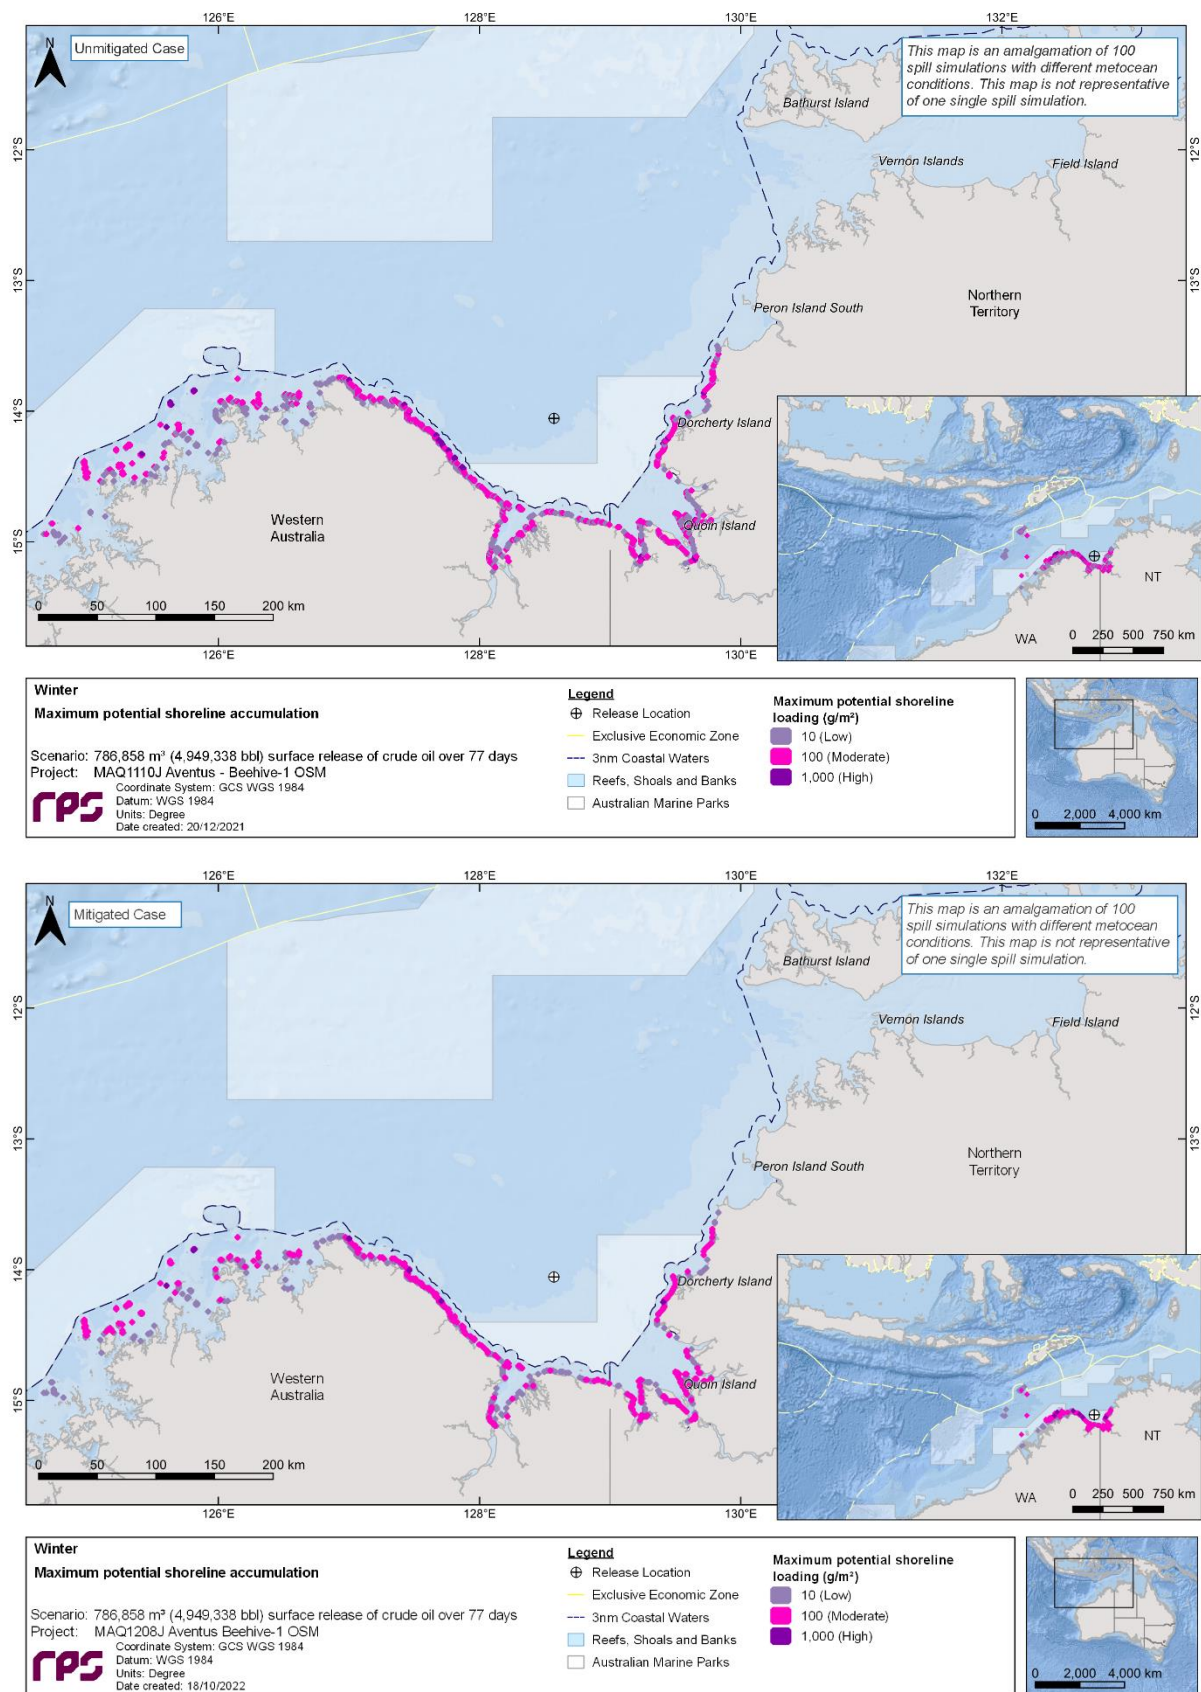 126°E
128°E
130°E
132°E
N
Unmitigated Case
This map is an amalgamation of 100
spill simulations with different metocean
conditions. This map is not representative
of one single spill simulation.
Bathurst Island
12°S
12°S
Vernon Islands
Field Island
13°S
13°S
Peron Island South
Northern
Territory
14°S
Dorcherty Island
Western
Australia
Quoin Island
15°S
0 50 100 150 200 km
NT
WA
0 250 500 750 km
126°E
128°E
130°E
132°E
Winter
Maximum potential shoreline accumulation
Scenario: 786,858 m³ (4,949,338 bbl) surface release of crude oil over 77 days
Project: MAQ1110J Aventus - Beehive-1 OSM
rps
Coordinate System: GCS WGS 1984
Datum: WGS 1984
Units: Degree
Date created: 20/12/2021
Legend
Release Location
Exclusive Economic Zone
3nm Coastal Waters
Reefs, Shoals and Banks
Australian Marine Parks
Maximum potential shoreline
loading (g/m²)
10 (Low)
100 (Moderate)
1,000 (High)
0 2,000 4,000 km
126°E
128°E
130°E
132°E
N
Mitigated Case
This map is an amalgamation of 100
spill simulations with different metocean
conditions. This map is not representative
of one single spill simulation.
Bathurst Island
12°S
12°S
Vernon Islands
Field Island
13°S
13°S
Peron Island South
Northern
Territory
14°S
Dorcherty Island
Western
Australia
Quoin Island
15°S
0 50 100 150 200 km
NT
WA
0 250 500 750 km
126°E
128°E
130°E
132°E
Winter
Maximum potential shoreline accumulation
Scenario: 786,858 m³ (4,949,338 bbl) surface release of crude oil over 77 days
Project: MAQ1208J Aventus Beehive-1 OSM
rps
Coordinate System: GCS WGS 1984
Datum: WGS 1984
Units: Degree
Date created: 18/10/2022
Legend
Release Location
Exclusive Economic Zone
3nm Coastal Waters
Reefs, Shoals and Banks
Australian Marine Parks
Maximum potential shoreline
loading (g/m²)
10 (Low)
100 (Moderate)
1,000 (High)
0 2,000 4,000 km